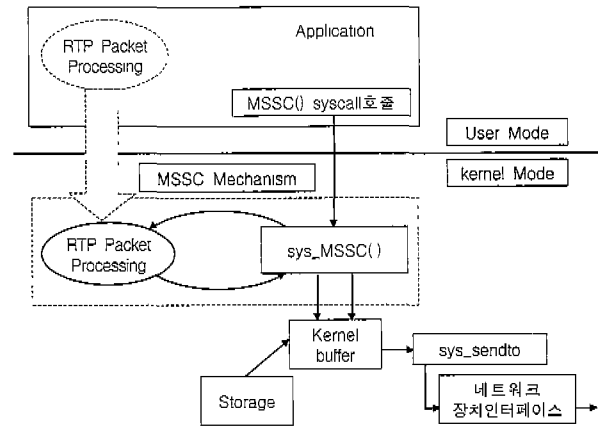 Application
RTP Packet
Processing
MSSC() syscall호출
User Mode
kernel Mode
MSSC Mechanism
RTP Packet
Processing
sys_MSSC()
Kernel
buffer
sys_sendto
Storage
네트워크
장치인터페이스